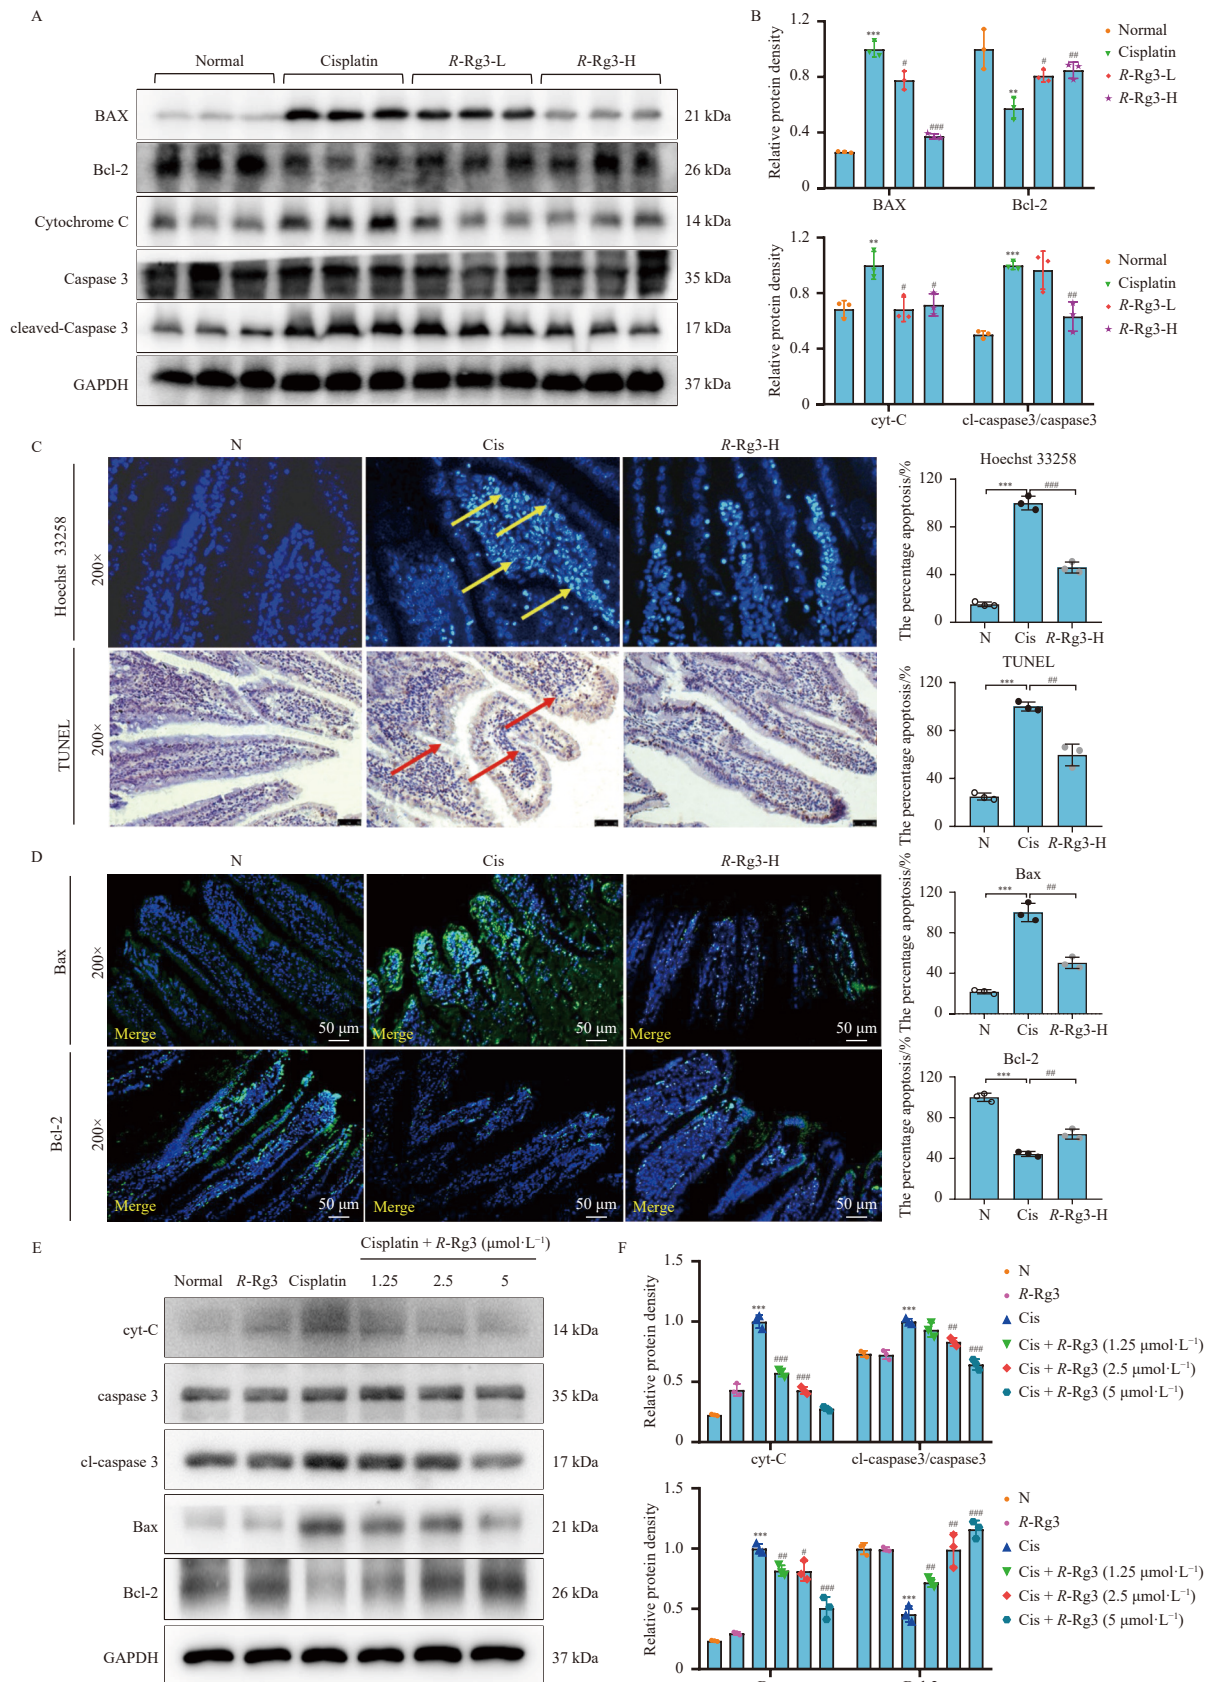 A
Normal
Cisplatin
R-Rg3-L
R-Rg3-H
BAX
21 kDa
Bcl-2
26 kDa
Cytochrome C
14 kDa
Caspase 3
35 kDa
cleaved-Caspase 3
17 kDa
GAPDH
37 kDa
B
Relative protein density
1.2
0.8
0.4
0
***
#
###
**
#
##
BAX
Bcl-2
Normal
Cisplatin
R-Rg3-L
R-Rg3-H
Relative protein density
1.2
0.8
0.4
0
**
#
#
***
##
cyt-C
cl-caspase3/caspase3
Normal
Cisplatin
R-Rg3-L
R-Rg3-H
C
N
Cis
R-Rg3-H
Hoechst 33258
200×
TUNEL
200×
Hoechst 33258
The percentage apoptosis/%
120
80
40
0
***
###
N
Cis
R-Rg3-H
TUNEL
The percentage apoptosis/%
120
80
40
0
***
##
N
Cis
R-Rg3-H
D
N
Cis
R-Rg3-H
Bax
200×
Merge
50 μm
Merge
50 μm
Merge
50 μm
Bcl-2
200×
Merge
50 μm
Merge
50 μm
Merge
50 μm
Bax
The percentage apoptosis/%
120
80
40
0
***
##
N
Cis
R-Rg3-H
Bcl-2
The percentage apoptosis/%
120
80
40
0
***
##
N
Cis
R-Rg3-H
E
Cisplatin + R-Rg3 (μmol·L⁻¹)
Normal
R-Rg3
Cisplatin
1.25
2.5
5
cyt-C
14 kDa
caspase 3
35 kDa
cl-caspase 3
17 kDa
Bax
21 kDa
Bcl-2
26 kDa
GAPDH
37 kDa
F
Relative protein density
1.5
1.0
0.5
0
***
###
###
***
##
###
cyt-C
cl-caspase3/caspase3
N
R-Rg3
Cis
Cis + R-Rg3 (1.25 μmol·L⁻¹)
Cis + R-Rg3 (2.5 μmol·L⁻¹)
Cis + R-Rg3 (5 μmol·L⁻¹)
Relative protein density
1.5
1.0
0.5
0
***
##
#
###
***
##
##
###
N
R-Rg3
Cis
Cis + R-Rg3 (1.25 μmol·L⁻¹)
Cis + R-Rg3 (2.5 μmol·L⁻¹)
Cis + R-Rg3 (5 μmol·L⁻¹)